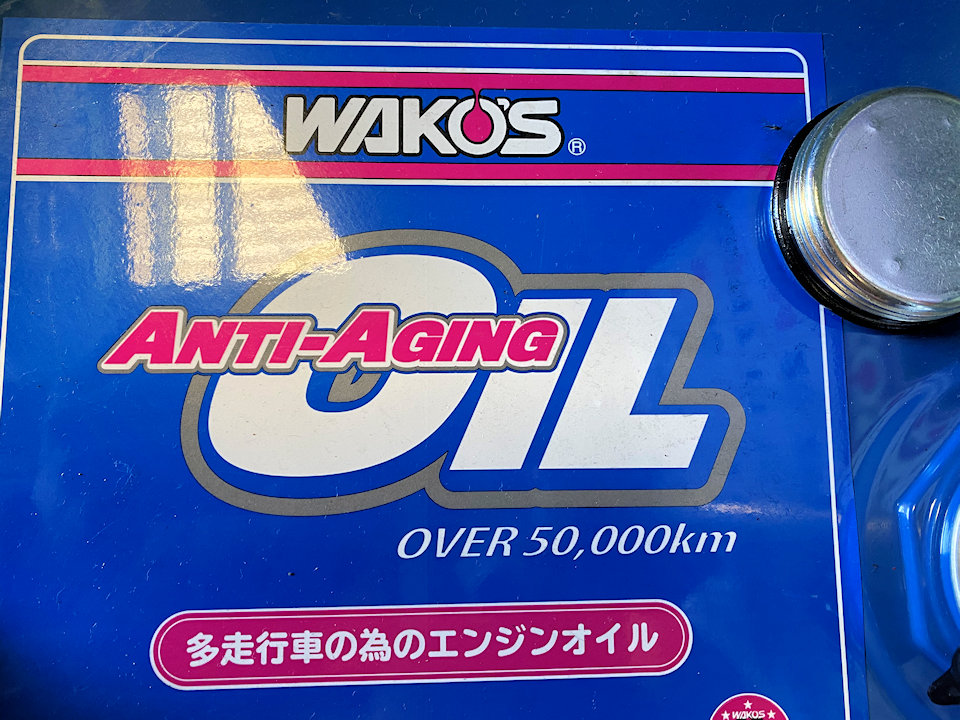 WAKO'S®
ANTI-AGING
OIL
OVER 50,000km
多走行車の為のエンジンオイル
WAKO'S